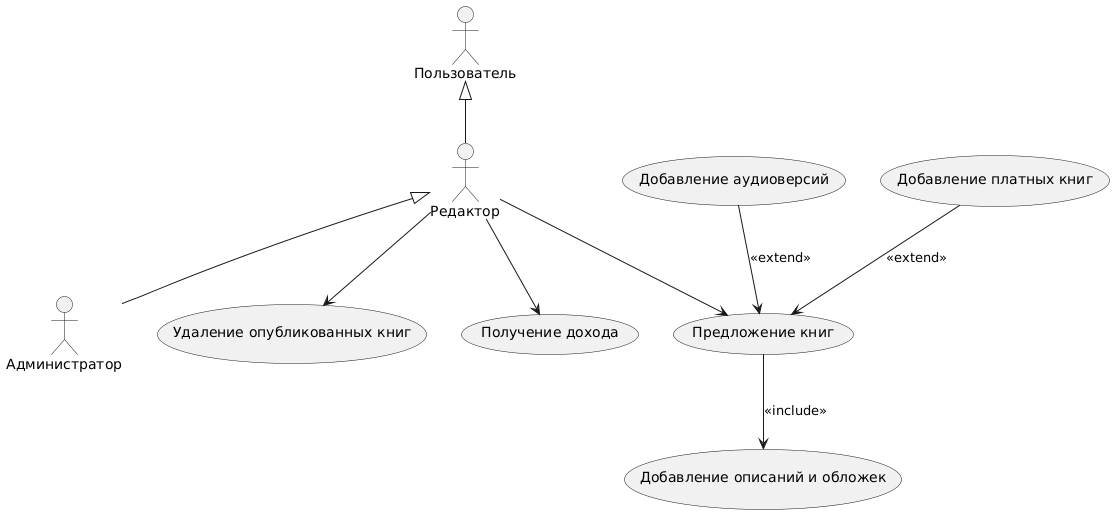 Пользователь
Редактор
Добавление аудиоверсий
Добавление платных книг
«extend»
«extend»
Администратор
Удаление опубликованных книг
Получение дохода
Предложение книг
«include»
Добавление описаний и обложек